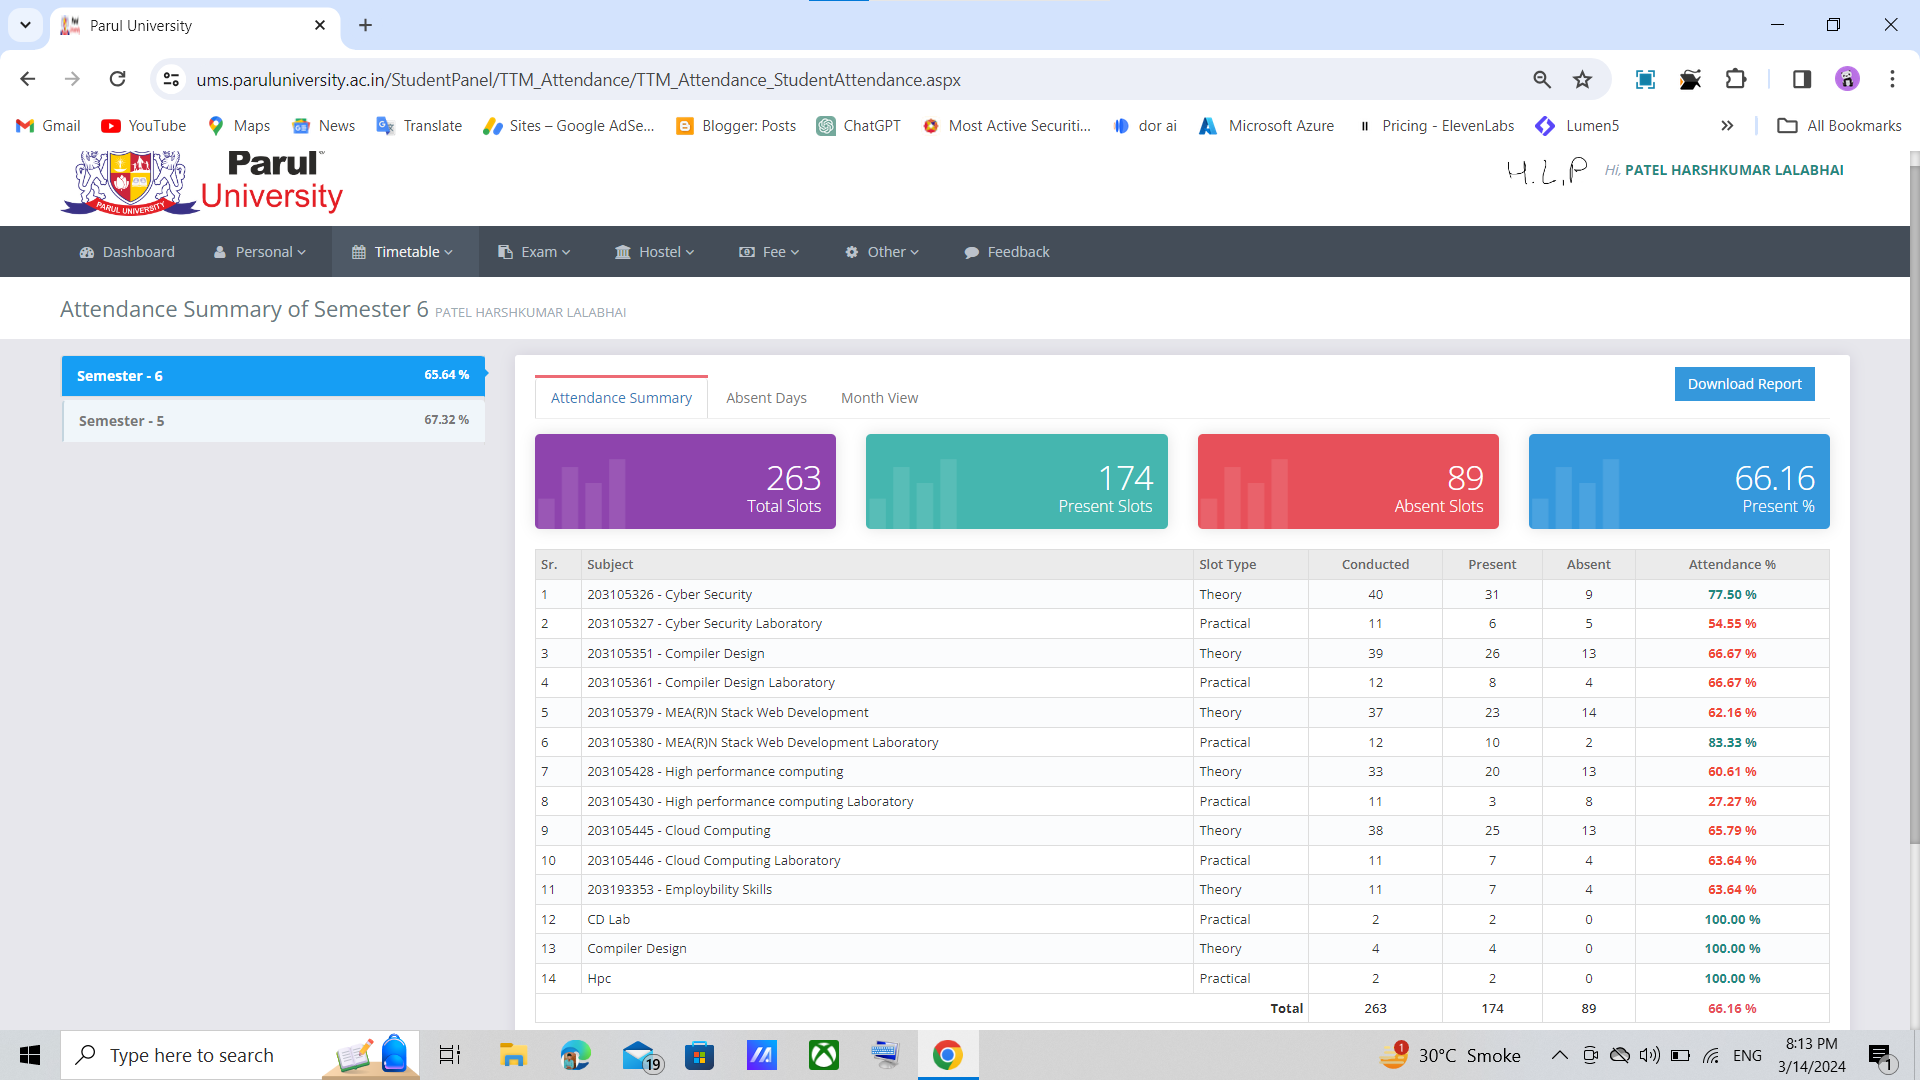 Parul University
ums.paruluniversity.ac.in/StudentPanel/TTM_Attendance/TTM_Attendance_StudentAttendance.aspx
Gmail YouTube Maps News Translate Sites – Google AdSe... Blogger: Posts ChatGPT Most Active Securiti... dor ai Microsoft Azure Pricing - ElevenLabs Lumen5 » All Bookmarks
Parul
University
PARUL UNIVERSITY
H.L.P Hi, PATEL HARSHKUMAR LALABHAI
Dashboard Personal Timetable Exam Hostel Fee Other Feedback
Attendance Summary of Semester 6 PATEL HARSHKUMAR LALABHAI
Semester - 6 65.64 %
Semester - 5 67.32 %
Attendance Summary Absent Days Month View Download Report
263 174 89 66.16
Total Slots Present Slots Absent Slots Present %
Sr. Subject Slot Type Conducted Present Absent Attendance %
1 203105326 - Cyber Security Theory 40 31 9 77.50 %
2 203105327 - Cyber Security Laboratory Practical 11 6 5 54.55 %
3 203105351 - Compiler Design Theory 39 26 13 66.67 %
4 203105361 - Compiler Design Laboratory Practical 12 8 4 66.67 %
5 203105379 - MEA(R)N Stack Web Development Theory 37 23 14 62.16 %
6 203105380 - MEA(R)N Stack Web Development Laboratory Practical 12 10 2 83.33 %
7 203105428 - High performance computing Theory 33 20 13 60.61 %
8 203105430 - High performance computing Laboratory Practical 11 3 8 27.27 %
9 203105445 - Cloud Computing Theory 38 25 13 65.79 %
10 203105446 - Cloud Computing Laboratory Practical 11 7 4 63.64 %
11 203193353 - Employbility Skills Theory 11 7 4 63.64 %
12 CD Lab Practical 2 2 0 100.00 %
13 Compiler Design Theory 4 4 0 100.00 %
14 Hpc Practical 2 2 0 100.00 %
Total 263 174 89 66.16 %
Type here to search 19 1 30°C Smoke ENG 8:13 PM
3/14/2024 1